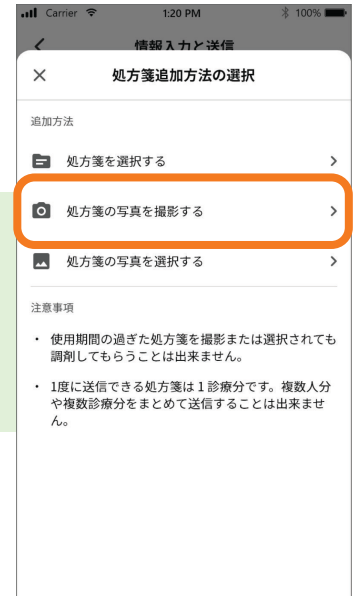 Carrier 1:20 PM 100%
情報入力と送信
処方箋追加方法の選択
追加方法
処方箋を選択する
処方箋の写真を撮影する
処方箋の写真を選択する
注意事項
・ 使用期間の過ぎた処方箋を撮影または選択されても
調剤してもらうことは出来ません。
・ 1度に送信できる処方箋は1診療分です。複数人分
や複数診療分をまとめて送信することは出来ませ
ん。